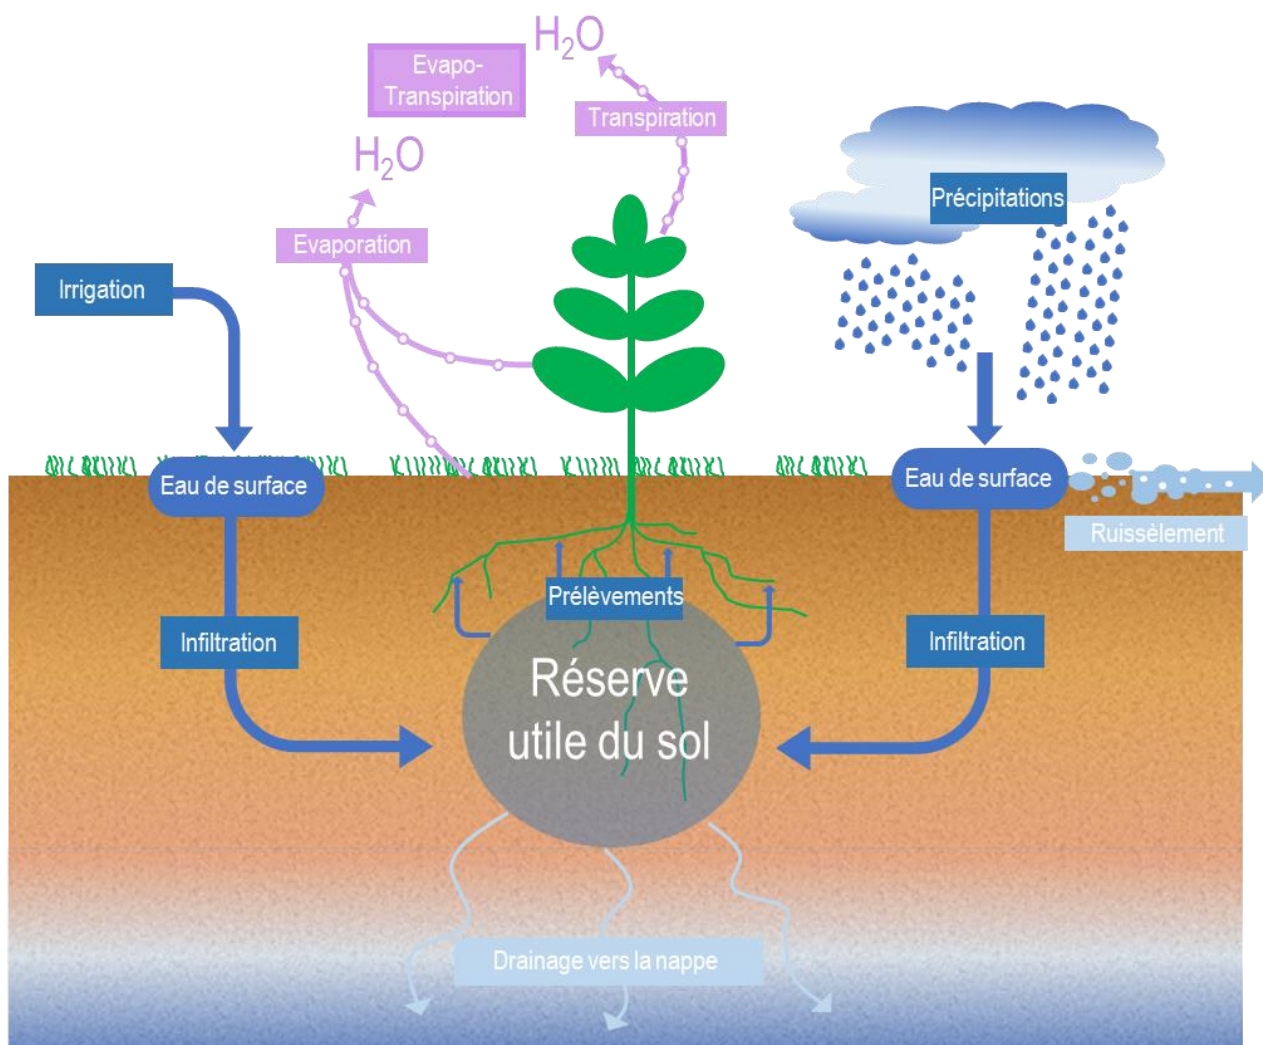 H₂O
Evapo-
Transpiration
Transpiration
H₂O
Précipitations
Evaporation
Irrigation
Eau de surface
Eau de surface
Ruissèlement
Prélèvements
Infiltration
Infiltration
Réserve
utile du sol
Drainage vers la nappe